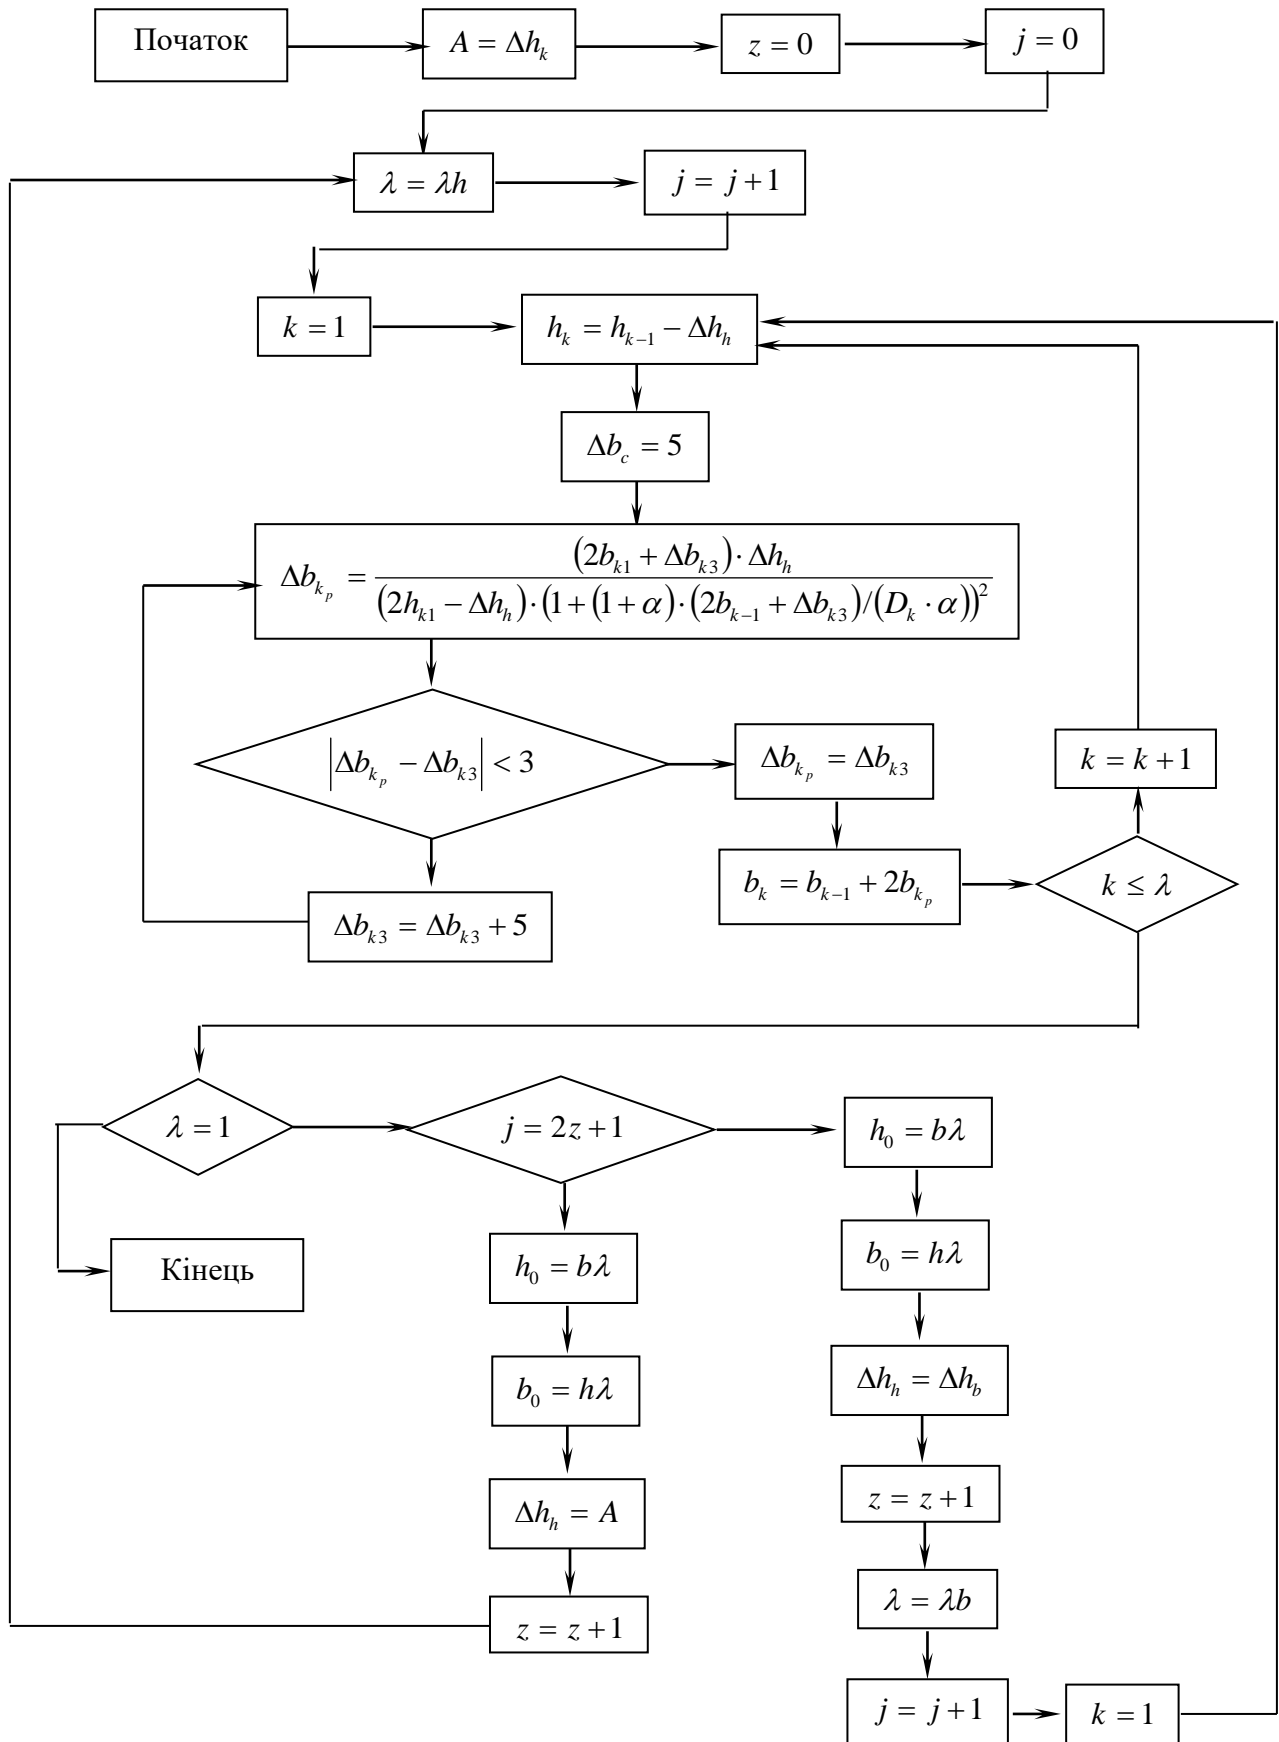 Початок
A = Δh_k
z = 0
j = 0
λ = λh
j = j + 1
k = 1
h_k = h_{k−1} − Δh_h
Δb_c = 5
Δb_{k_p} = (2b_{k1} + Δb_{k3}) · Δh_h / (2h_{k1} − Δh_h) · (1 + (1 + α) · (2b_{k−1} + Δb_{k3})/(D_k · α))^2
|Δb_{k_p} − Δb_{k3}| < 3
Δb_{k_p} = Δb_{k3}
k = k + 1
b_k = b_{k−1} + 2b_{k_p}
k ≤ λ
Δb_{k3} = Δb_{k3} + 5
λ = 1
j = 2z + 1
h_0 = bλ
Кінець
h_0 = bλ
b_0 = hλ
b_0 = hλ
Δh_h = Δh_b
Δh_h = A
z = z + 1
z = z + 1
λ = λb
j = j + 1
k = 1